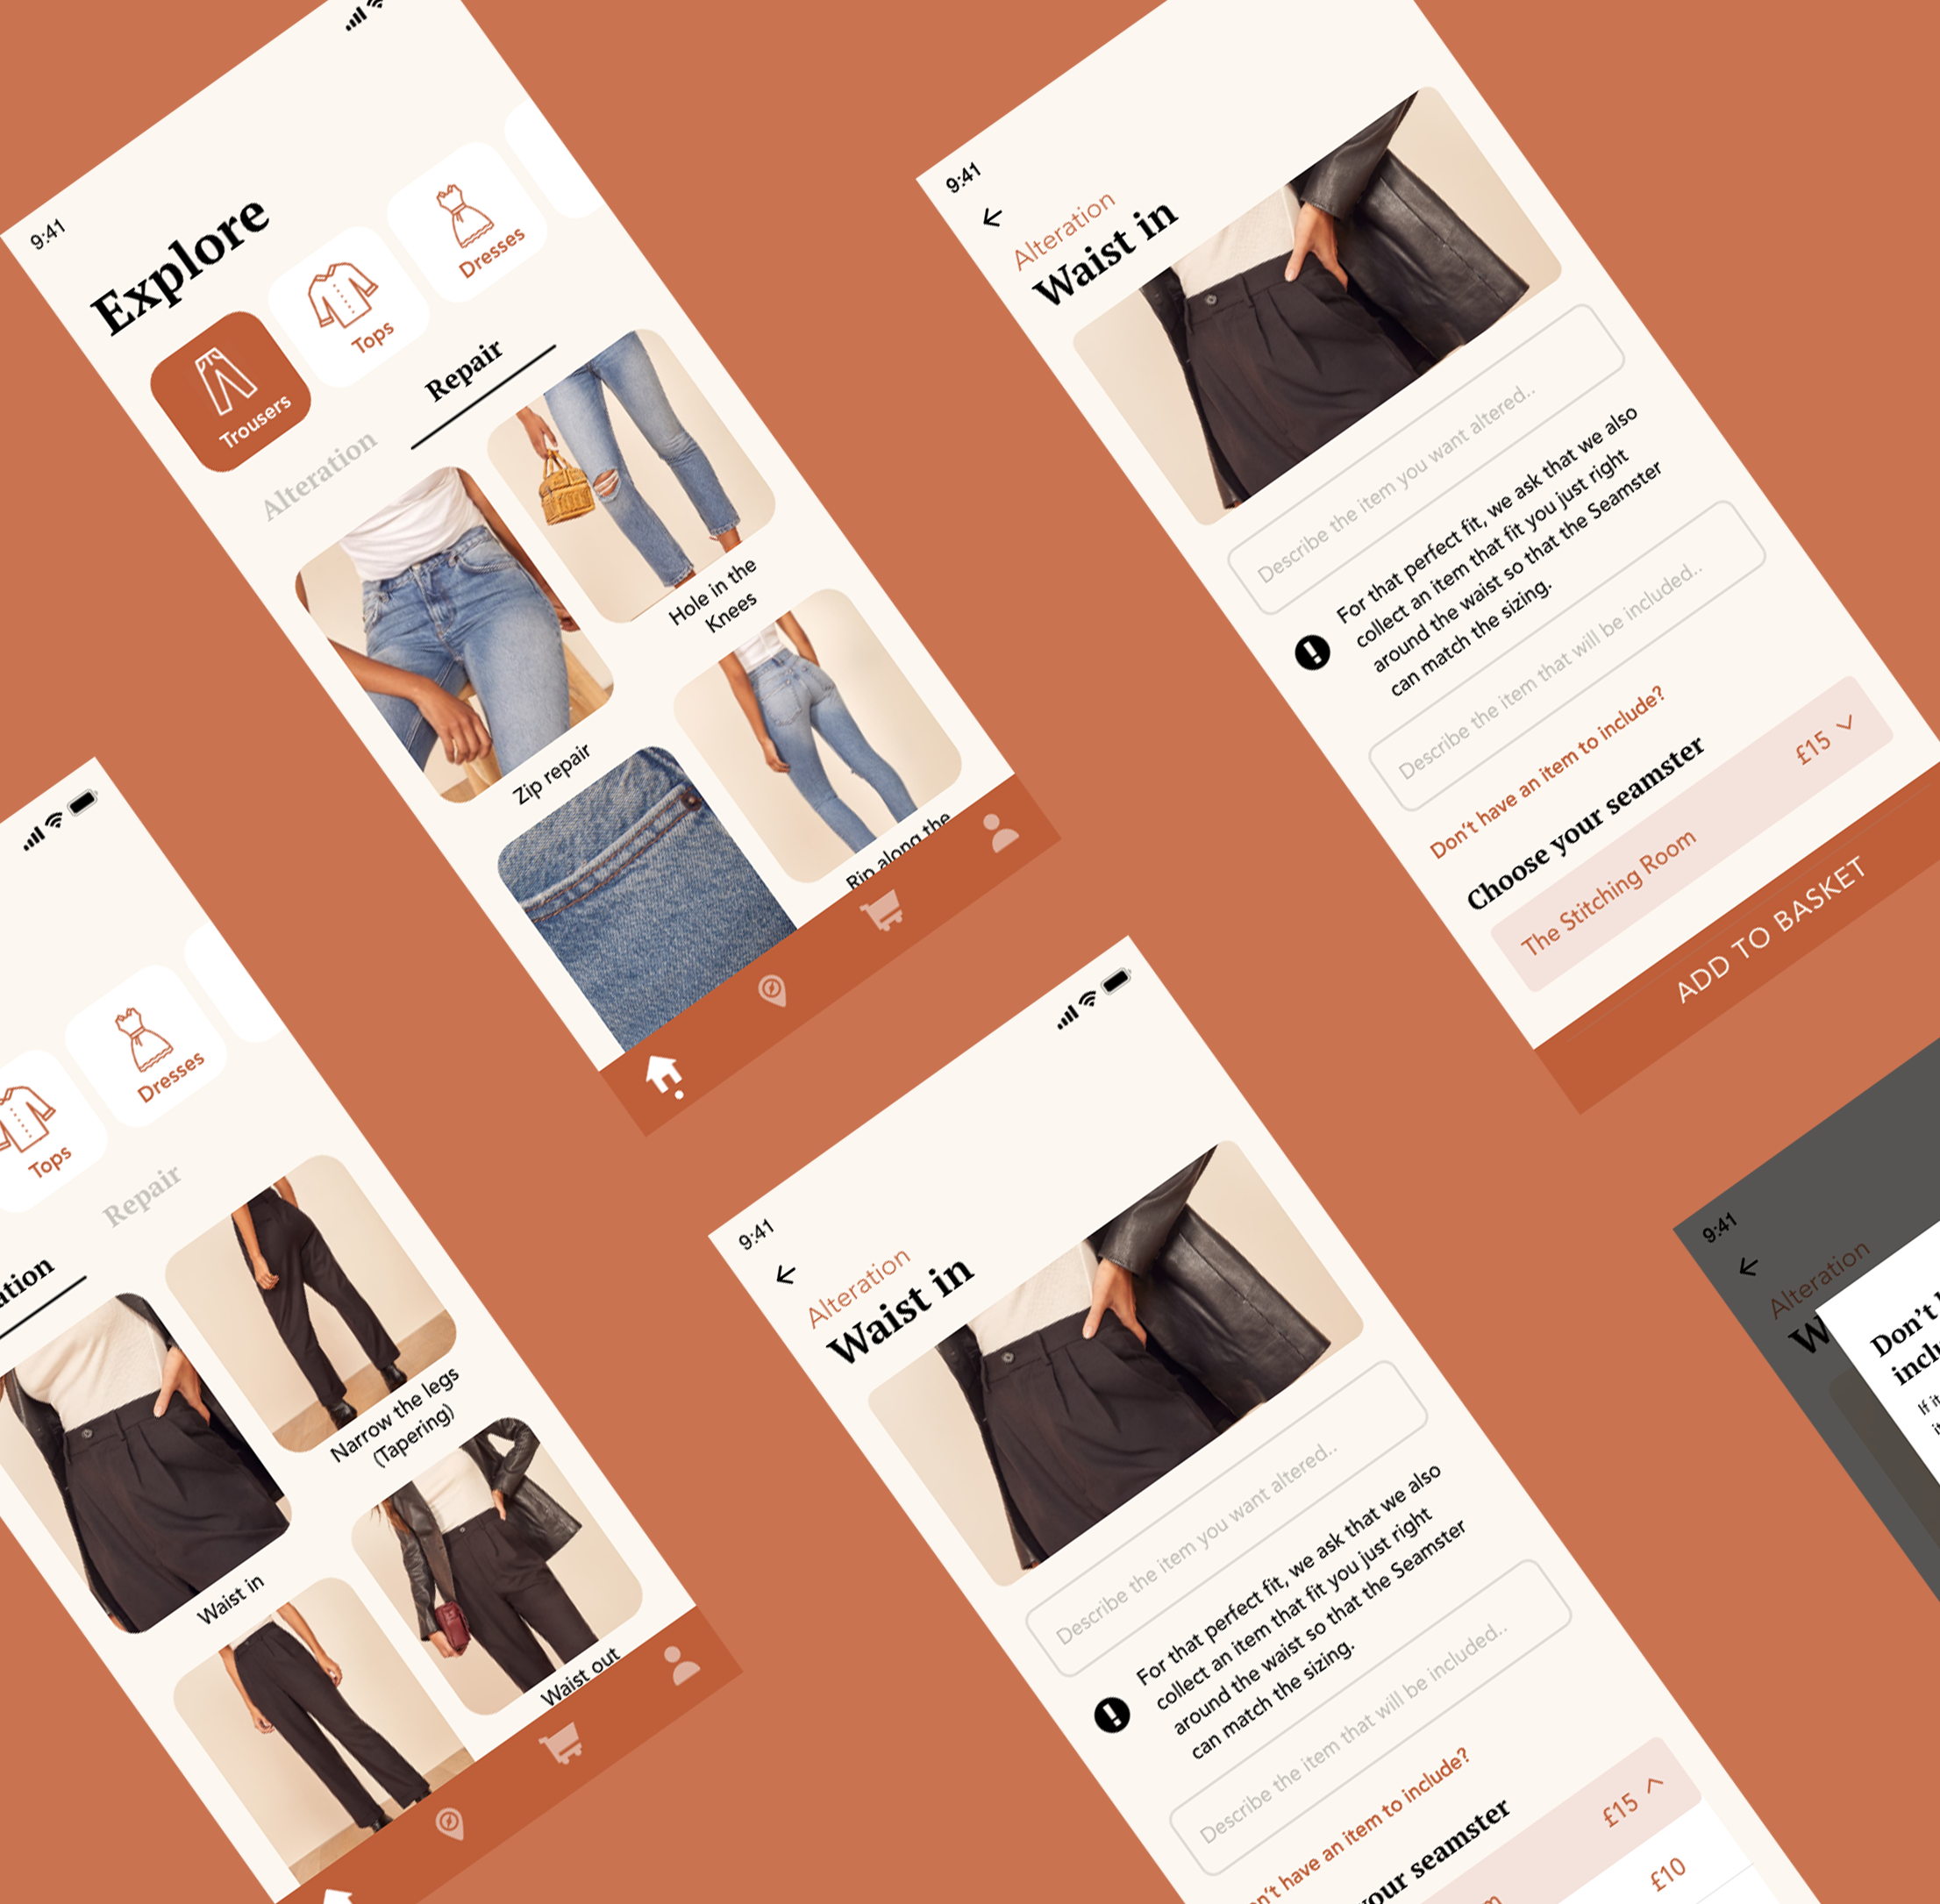 9:41
Explore
Trousers
Tops
Dresses
Alteration
Repair
Zip repair
Hole in the
Knees
Rip along the
9:41
Alteration
Waist in
Describe the item you want altered..
For that perfect fit, we ask that we also
collect an item that fit you just right
around the waist so that the Seamster
can match the sizing.
Describe the item that will be included..
Don't have an item to include?
Choose your seamster
The Stitching Room
£15
ADD TO BASKET
Tops
Dresses
ation
Repair
Waist in
Narrow the legs
(Tapering)
Waist out
9:41
Alteration
Waist in
Describe the item you want altered..
For that perfect fit, we ask that we also
collect an item that fit you just right
around the waist so that the Seamster
can match the sizing.
Describe the item that will be included..
n't have an item to include?
our seamster
£15
£10
9:41
Alteration
W
Don't
inclu
If it